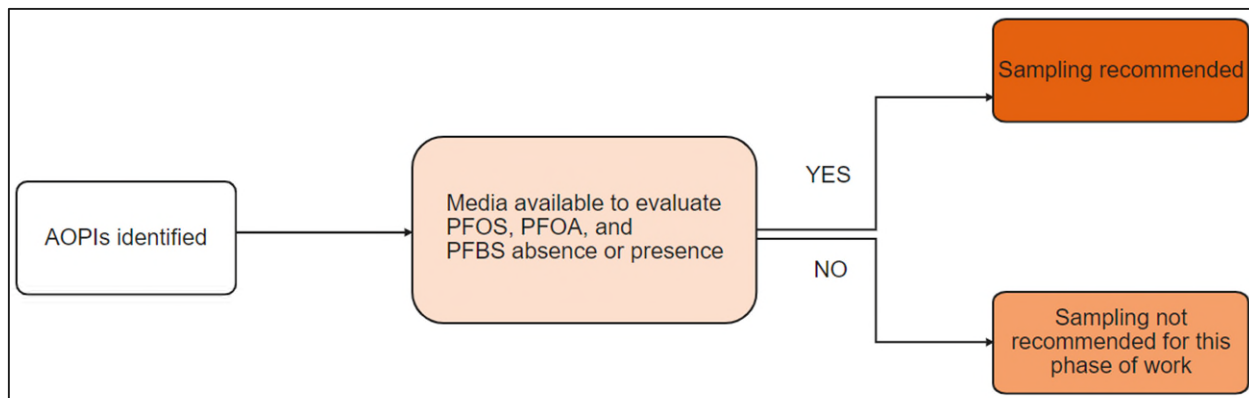 AOPIs identified
Media available to evaluate
PFOS, PFOA, and
PFBS absence or presence
YES
Sampling recommended
NO
Sampling not
recommended for this
phase of work